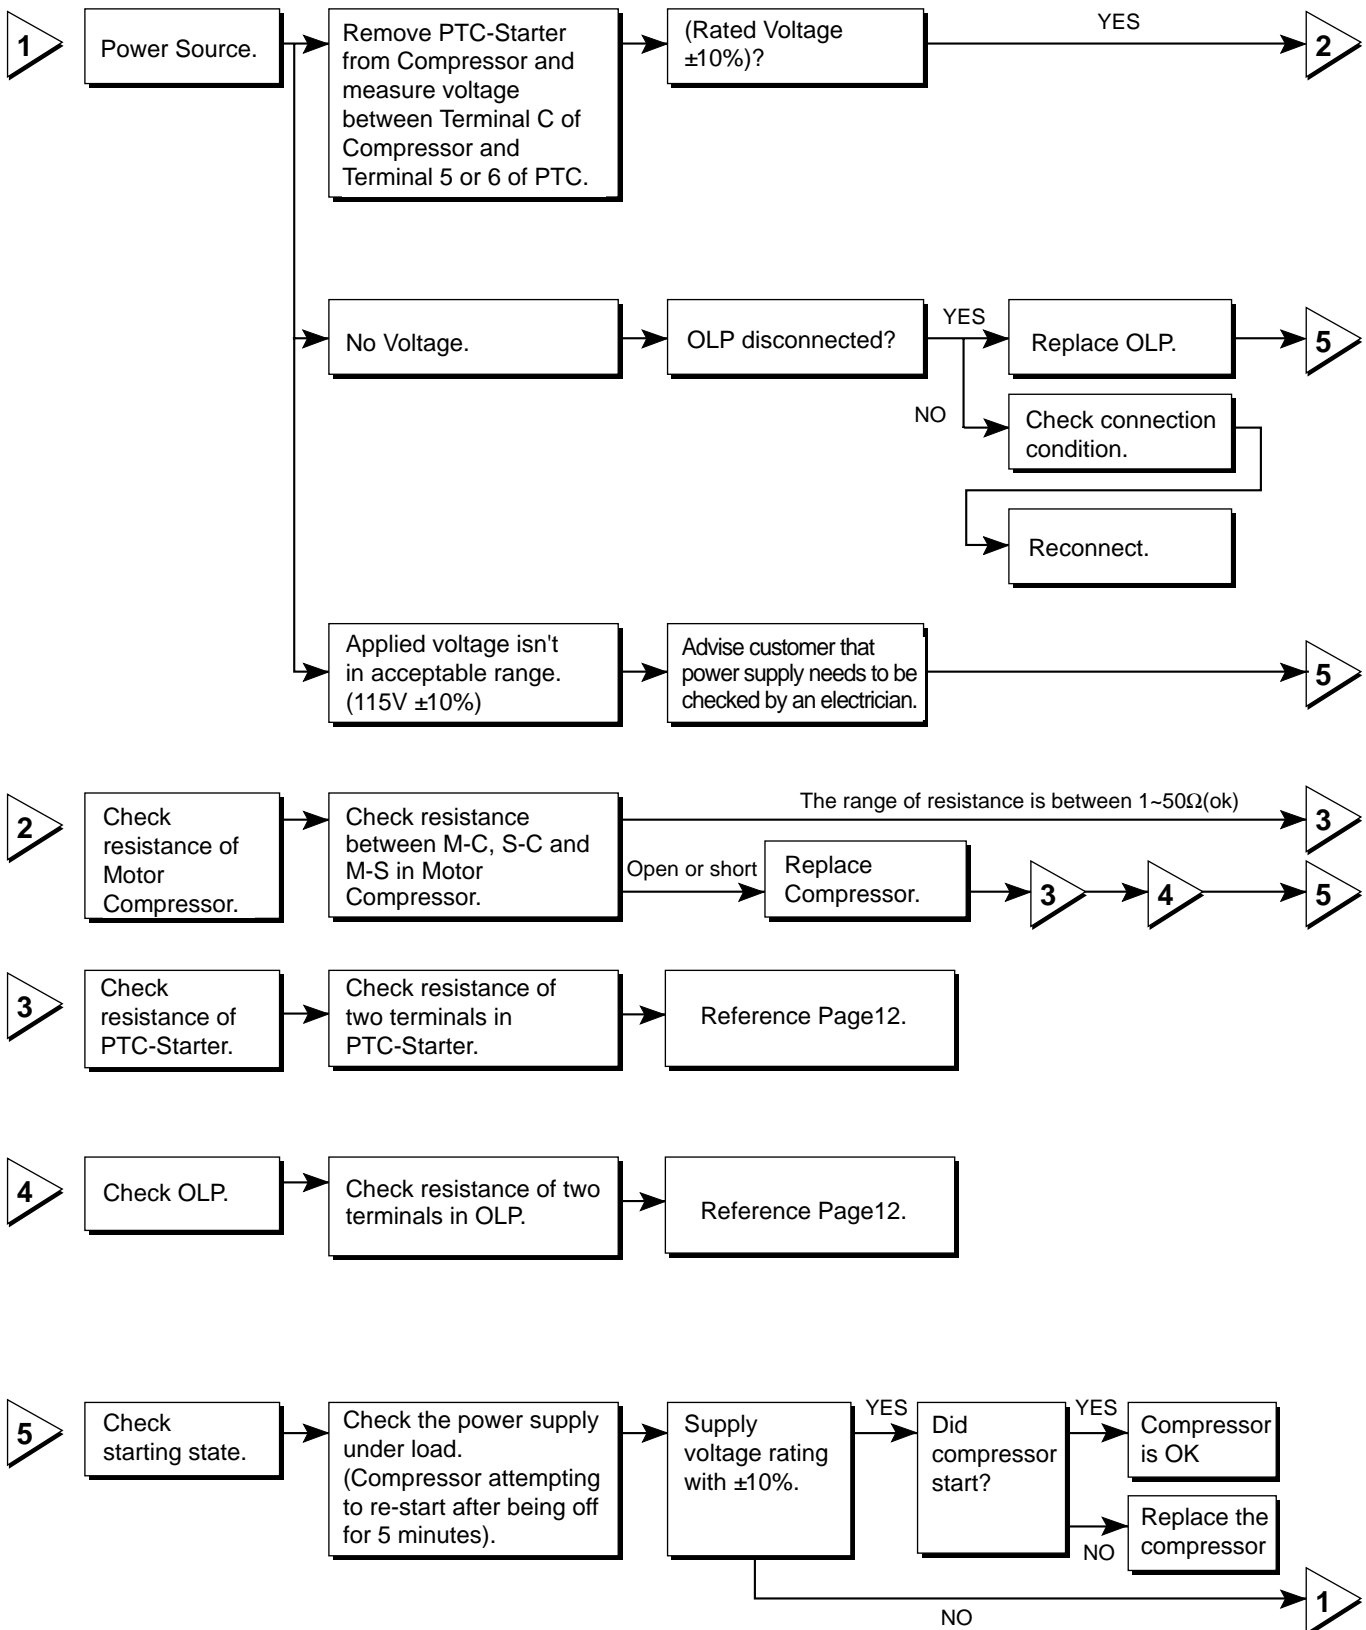 1
Power Source.
Remove PTC-Starter
from Compressor and
measure voltage
between Terminal C of
Compressor and
Terminal 5 or 6 of PTC.
(Rated Voltage
±10%)?
YES
2
No Voltage.
OLP disconnected?
YES
Replace OLP.
5
NO
Check connection
condition.
Reconnect.
Applied voltage isn't
in acceptable range.
(115V ±10%)
Advise customer that
power supply needs to be
checked by an electrician.
5
2
Check
resistance of
Motor
Compressor.
Check resistance
between M-C, S-C and
M-S in Motor
Compressor.
The range of resistance is between 1~50Ω(ok)
3
Open or short
Replace
Compressor.
3
4
5
3
Check
resistance of
PTC-Starter.
Check resistance of
two terminals in
PTC-Starter.
Reference Page12.
4
Check OLP.
Check resistance of two
terminals in OLP.
Reference Page12.
5
Check
starting state.
Check the power supply
under load.
(Compressor attempting
to re-start after being off
for 5 minutes).
Supply
voltage rating
with ±10%.
YES
Did
compressor
start?
YES
Compressor
is OK
NO
Replace the
compressor
NO
1